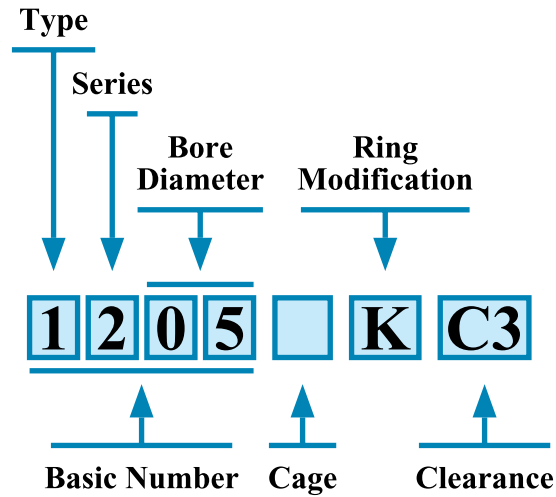 Type
Series
Bore
Diameter
Ring
Modification
1 2 0 5 K C3
Basic Number Cage Clearance